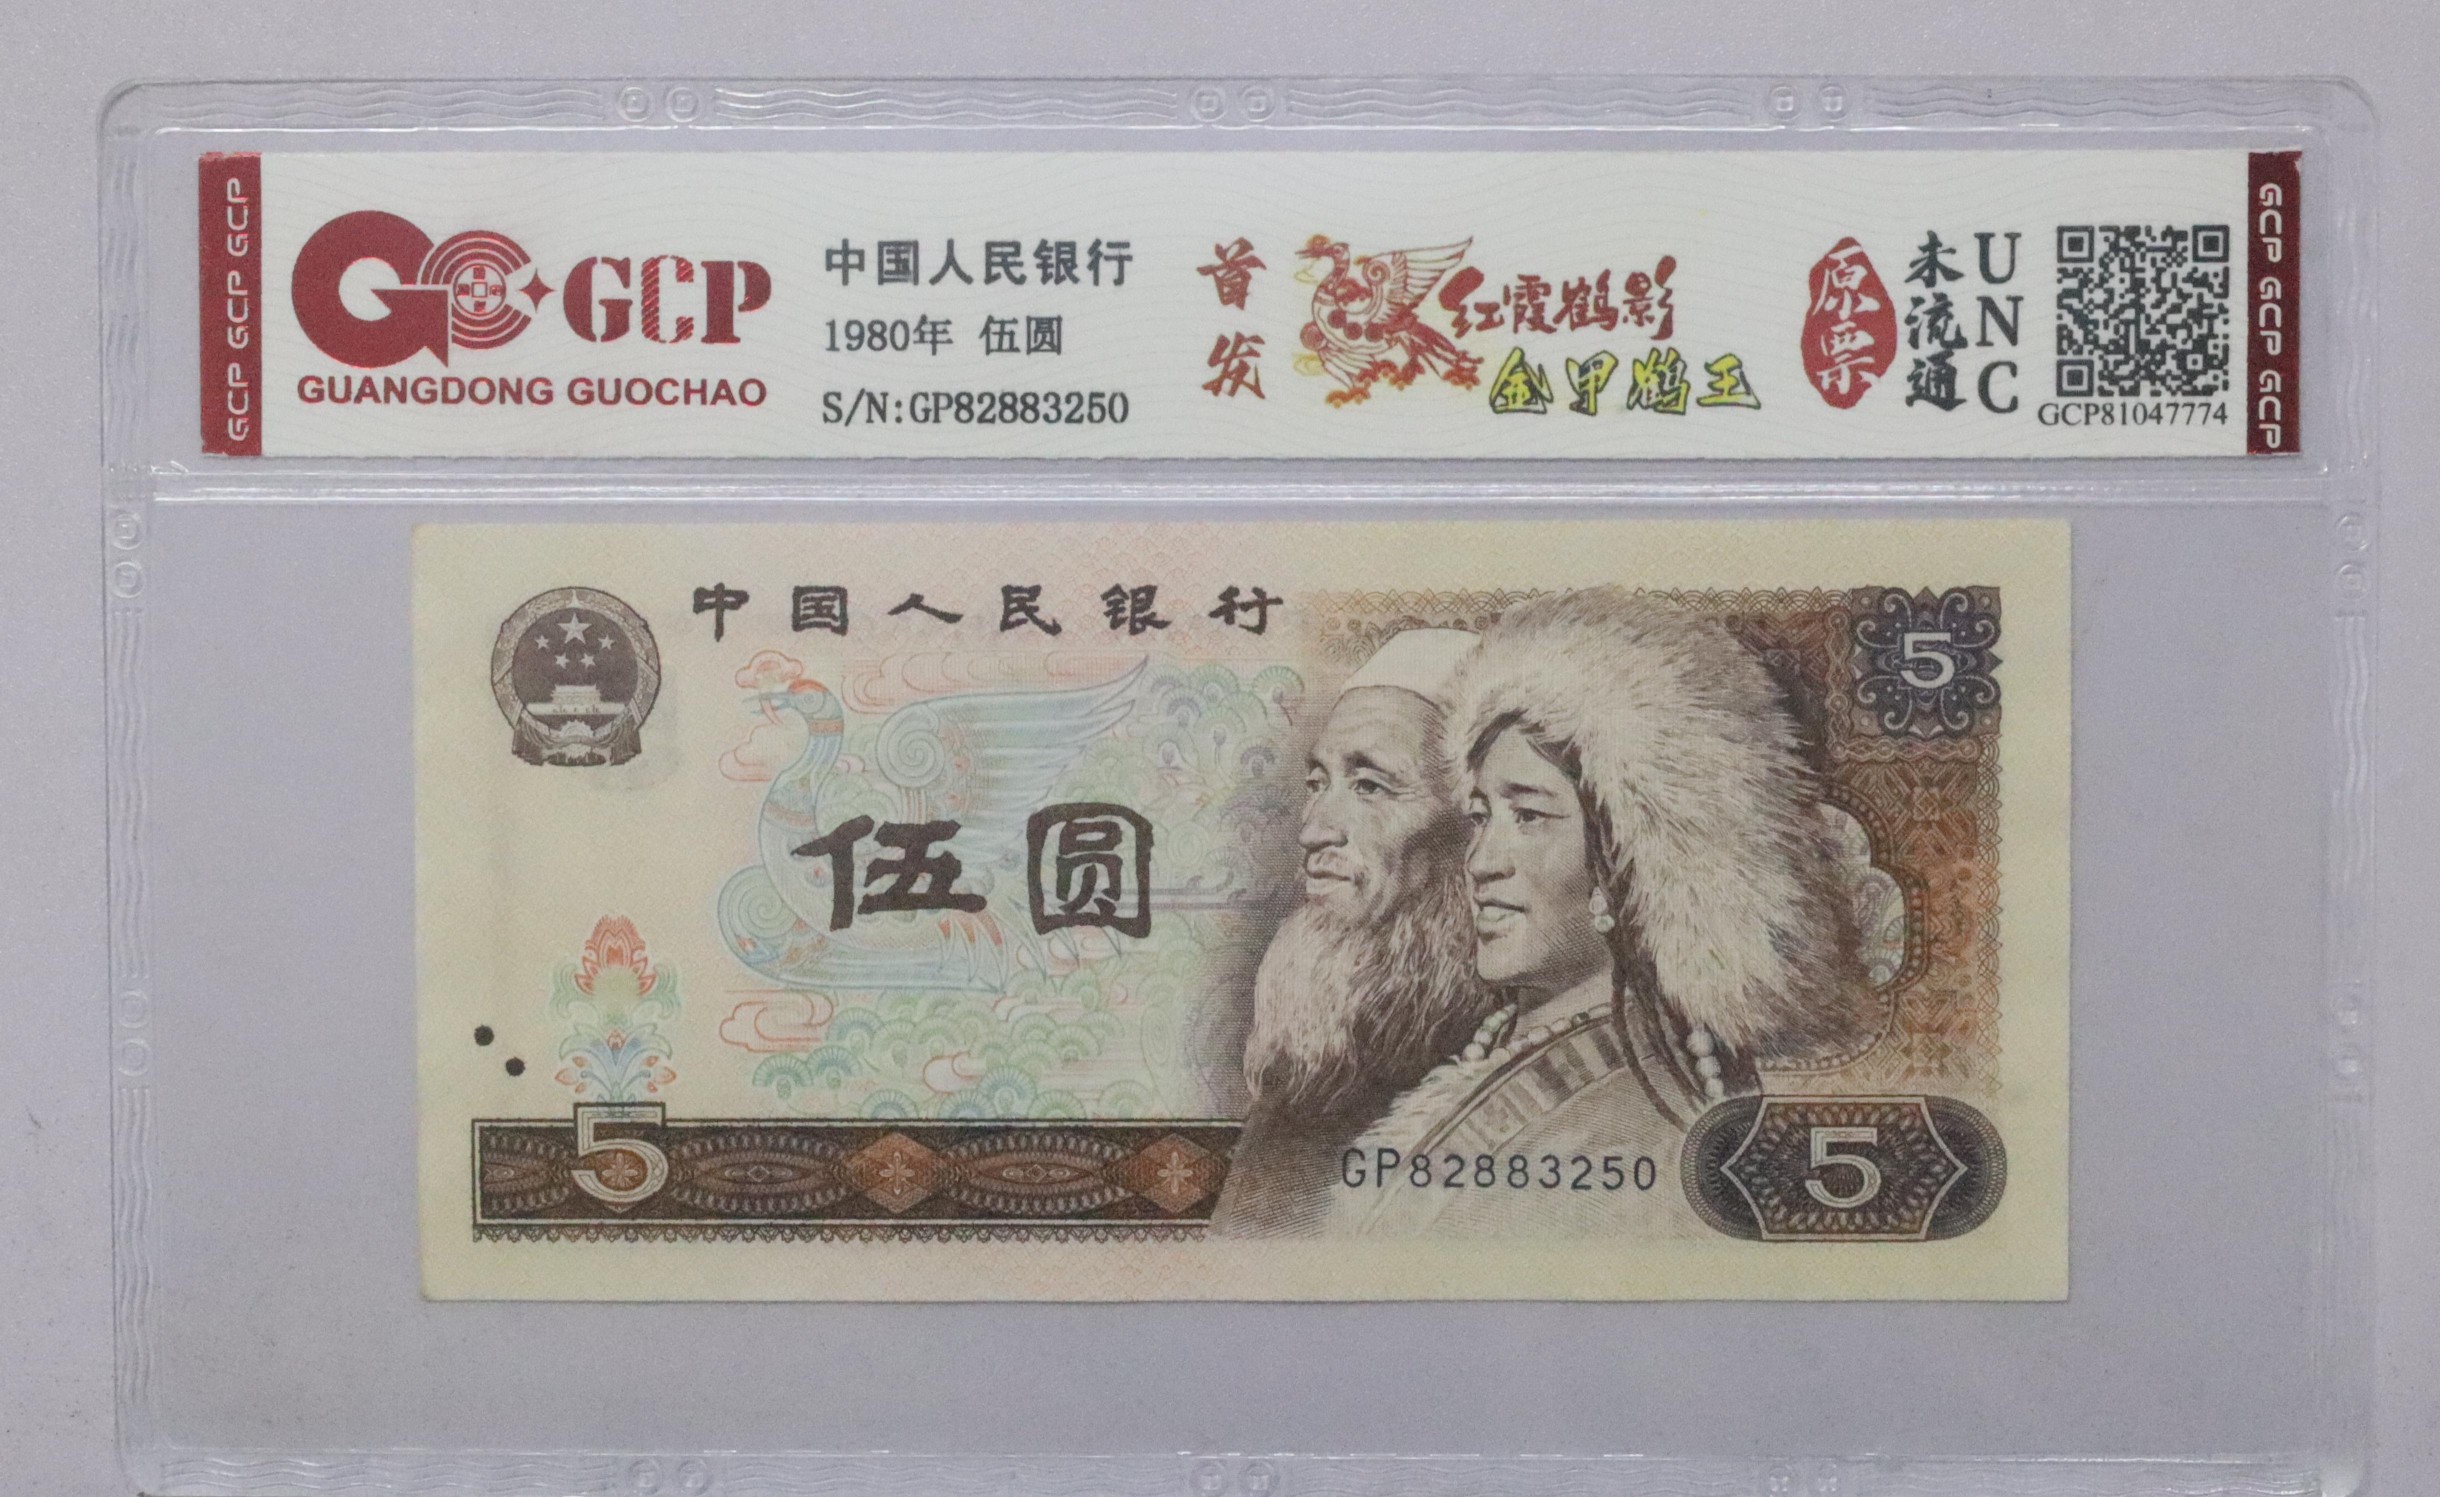 GCP GCP GCP
GCP
GUANGDONG GUOCHAO
中国人民银行
1980年 伍圆
S/N:GP82883250
首发
红霞鹤影
金甲鹤王
原票
未流通
UNC
GCP81047774
GCP GCP GCP
中国人民银行
5
伍圆
5
GP82883250
5